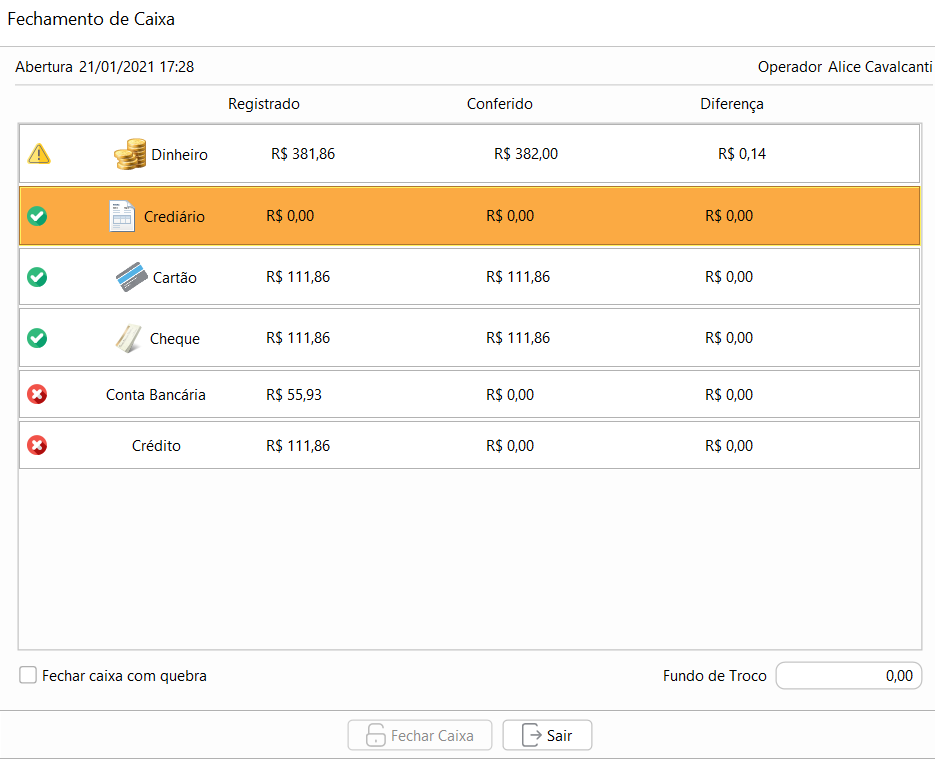 Fechamento de Caixa
Abertura 21/01/2021 17:28 Operador Alice Cavalcanti
Registrado Conferido Diferença
Dinheiro R$ 381,86 R$ 382,00 R$ 0,14
Crediário R$ 0,00 R$ 0,00 R$ 0,00
Cartão R$ 111,86 R$ 111,86 R$ 0,00
Cheque R$ 111,86 R$ 111,86 R$ 0,00
Conta Bancária R$ 55,93 R$ 0,00 R$ 0,00
Crédito R$ 111,86 R$ 0,00 R$ 0,00
Fechar caixa com quebra Fundo de Troco 0,00
Fechar Caixa Sair